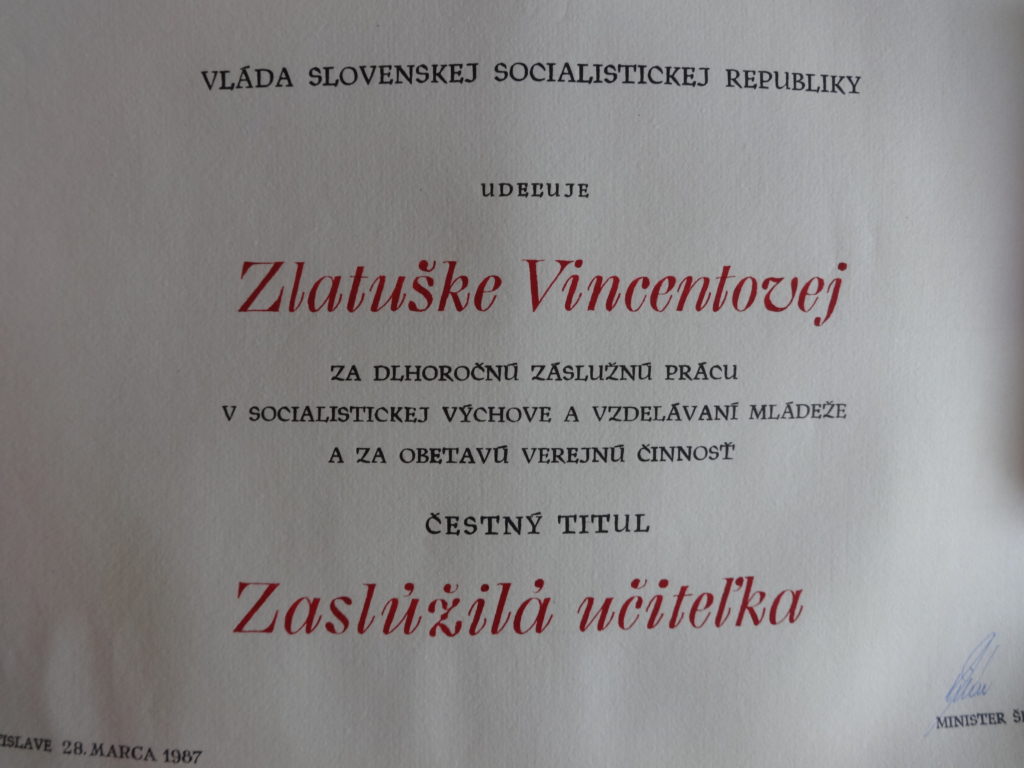 VLÁDA SLOVENSKEJ SOCIALISTICKEJ REPUBLIKY
UDEĽUJE
Zlatuške Vincentovej
ZA DLHOROČNÚ ZÁSLUŽNÚ PRÁCU
V SOCIALISTICKEJ VÝCHOVE A VZDELÁVANÍ MLÁDEŽE
A ZA OBETAVÚ VEREJNÚ ČINNOSŤ
ČESTNÝ TITUL
Zaslúžilá učiteľka
MINISTER
28. MARCA 1987